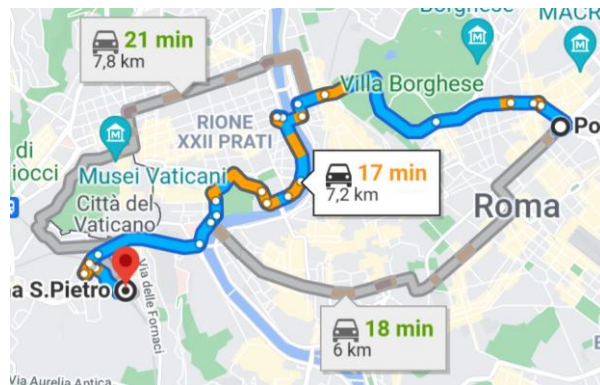 Borghese
MACR
21 min
7,8 km
Villa Borghese
RIONE
XXII PRATI
di
iocci
Musei Vaticani
Città del
Vaticano
17 min
7,2 km
Po
Roma
a S.Pietro
Via delle Fornaci
18 min
6 km
Via Aurelia Antica